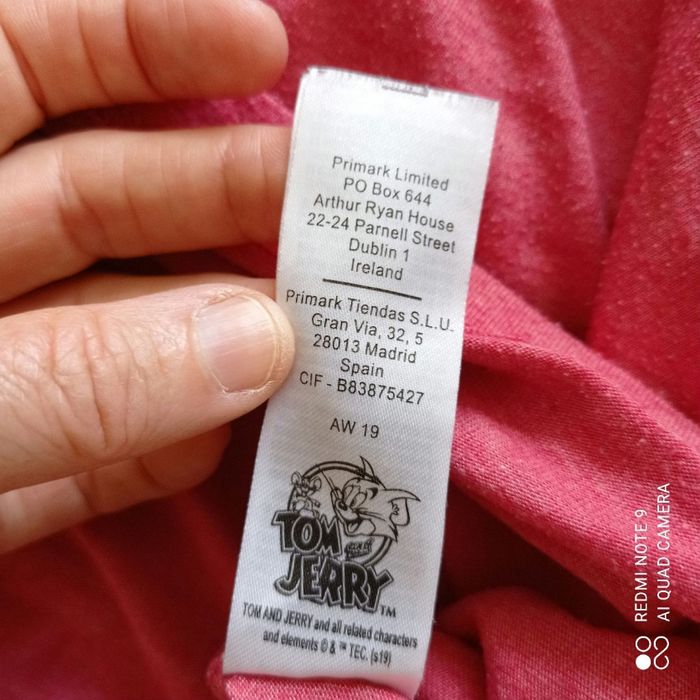 Primark Limited
PO Box 644
Arthur Ryan House
22-24 Parnell Street
Dublin 1
Ireland
Primark Tiendas S.L.U.
Gran Via, 32, 5
28013 Madrid
Spain
CIF - B83875427
AW 19
TOM
and
JERRY™
TOM AND JERRY and all related characters
and elements © & ™ TEC. (s19)
REDMI NOTE 9
AI QUAD CAMERA